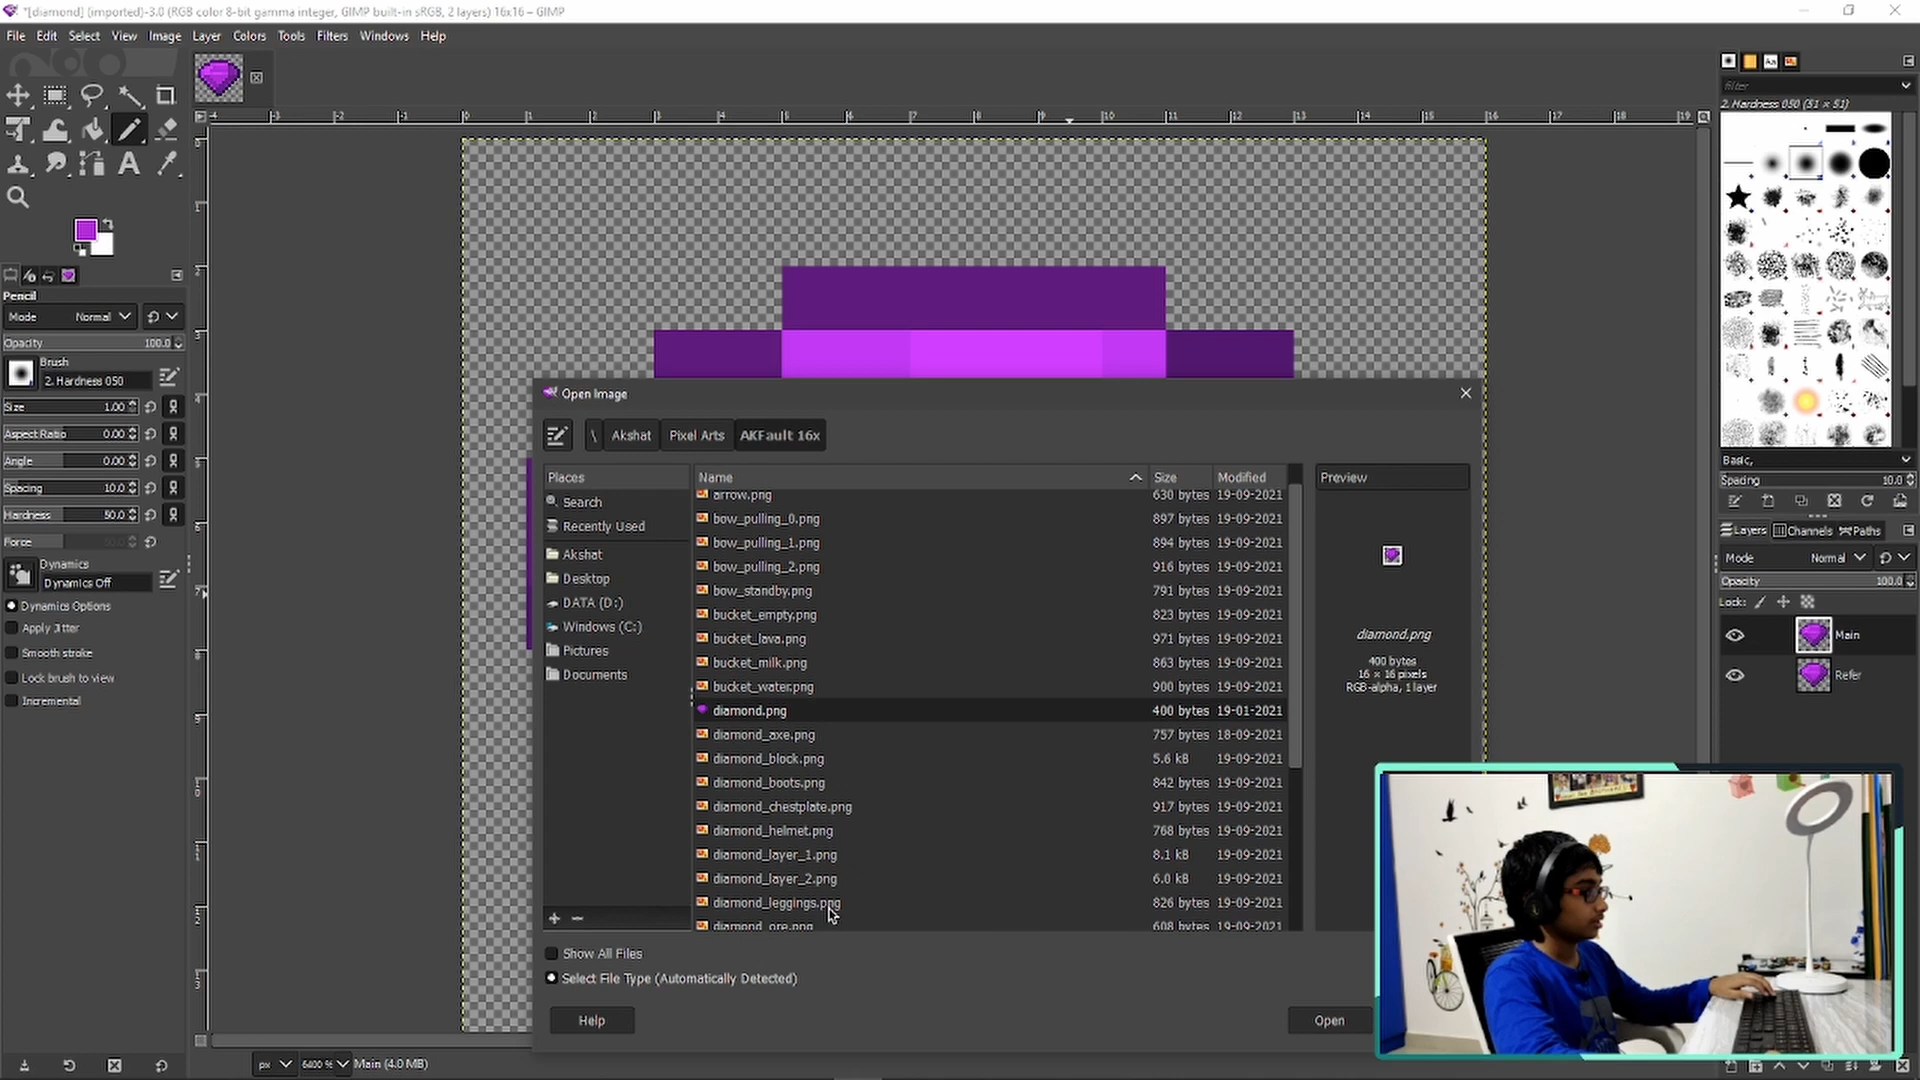 *[diamond] (imported)-3.0 (RGB color 8-bit gamma integer, GIMP built-in sRGB, 2 layers) 16x16 – GIMP
File Edit Select View Image Layer Colors Tools Filters Windows Help
Pencil
Mode Normal
Opacity 100.0
Brush
2. Hardness 050
Size 1.00
Aspect Ratio 0.00
Angle 0.00
Spacing 10.0
Hardness 50.0
Force
Dynamics
Dynamics Off
Dynamics Options
Apply Jitter
Smooth stroke
Lock brush to view
Incremental
Open Image
\ Akshat Pixel Arts AKFault 16x
Places
Search
Recently Used
Akshat
Desktop
DATA (D:)
Windows (C:)
Pictures
Documents
Name Size Modified
arrow.png 630 bytes 19-09-2021
bow_pulling_0.png 897 bytes 19-09-2021
bow_pulling_1.png 894 bytes 19-09-2021
bow_pulling_2.png 916 bytes 19-09-2021
bow_standby.png 791 bytes 19-09-2021
bucket_empty.png 823 bytes 19-09-2021
bucket_lava.png 971 bytes 19-09-2021
bucket_milk.png 863 bytes 19-09-2021
bucket_water.png 900 bytes 19-09-2021
diamond.png 400 bytes 19-01-2021
diamond_axe.png 757 bytes 18-09-2021
diamond_block.png 5.6 kB 19-09-2021
diamond_boots.png 842 bytes 19-09-2021
diamond_chestplate.png 917 bytes 19-09-2021
diamond_helmet.png 768 bytes 19-09-2021
diamond_layer_1.png 8.1 kB 19-09-2021
diamond_layer_2.png 6.0 kB 19-09-2021
diamond_leggings.png 826 bytes 19-09-2021
diamond_ore.png 608 bytes 19-09-2021
Preview
diamond.png
400 bytes
16 × 16 pixels
RGB-alpha, 1 layer
Show All Files
Select File Type (Automatically Detected)
Help
Open
px 6400 % Main (4.0 MB)
filter
2. Hardness 050 (51 × 51)
Basic,
Spacing 10.0
Layers Channels Paths
Mode Normal
Opacity 100.0
Lock:
Main
Refer